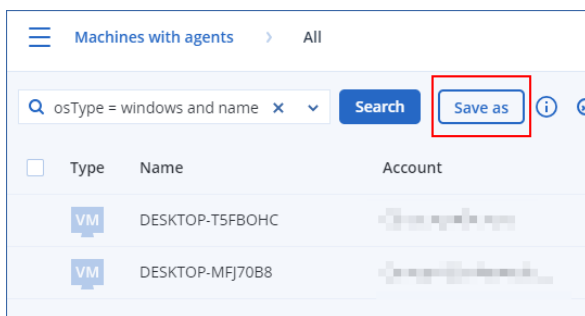 Machines with agents > All
osType = windows and name Search Save as
Type Name Account
VM DESKTOP-T5FBOHC
VM DESKTOP-MFJ70B8